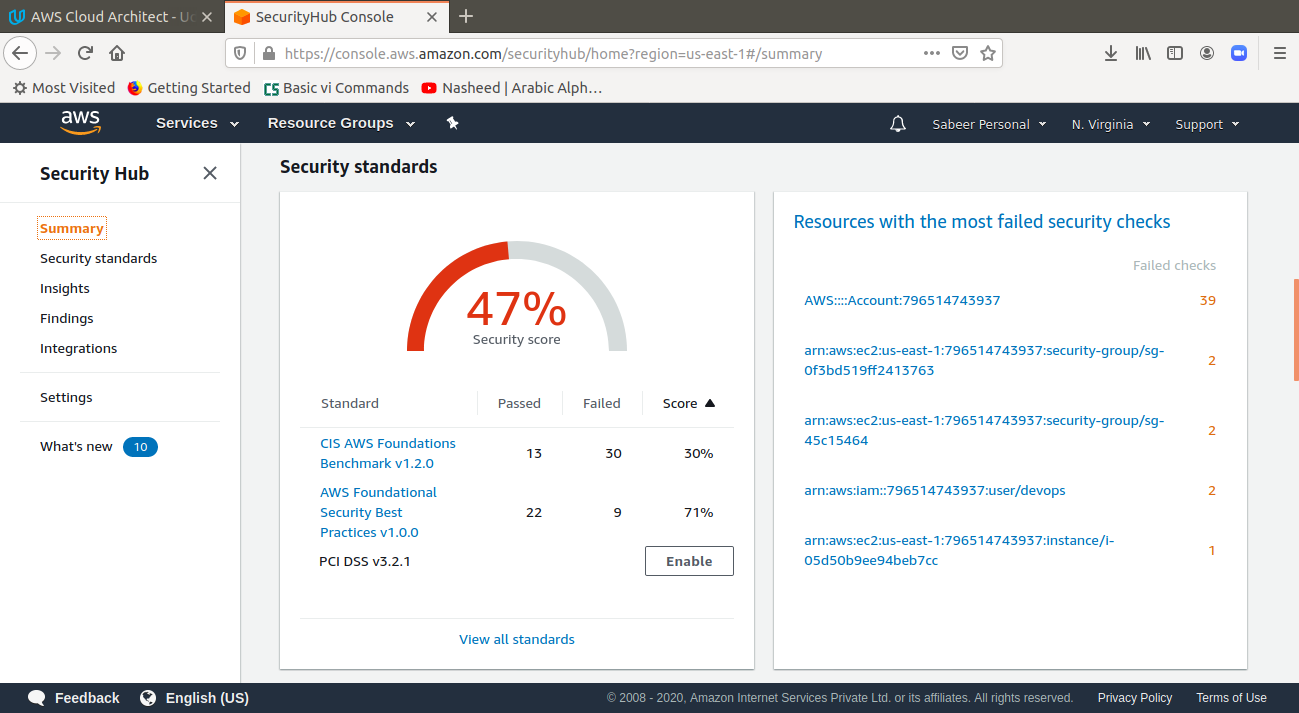 AWS Cloud Architect - Ud
SecurityHub Console
https://console.aws.amazon.com/securityhub/home?region=us-east-1#/summary
Most Visited
Getting Started
Basic vi Commands
Nasheed | Arabic Alph…
aws
Services
Resource Groups
Sabeer Personal
N. Virginia
Support
Security Hub
Summary
Security standards
Insights
Findings
Integrations
Settings
What's new 10
Security standards
47%
Security score
Standard Passed Failed Score
CIS AWS Foundations
Benchmark v1.2.0
13 30 30%
AWS Foundational
Security Best
Practices v1.0.0
22 9 71%
PCI DSS v3.2.1 Enable
View all standards
Resources with the most failed security checks
Failed checks
AWS::::Account:796514743937 39
arn:aws:ec2:us-east-1:796514743937:security-group/sg-
0f3bd519ff2413763
2
arn:aws:ec2:us-east-1:796514743937:security-group/sg-
45c15464
2
arn:aws:iam::796514743937:user/devops 2
arn:aws:ec2:us-east-1:796514743937:instance/i-
05d50b9ee94beb7cc
1
Feedback
English (US)
© 2008 - 2020, Amazon Internet Services Private Ltd. or its affiliates. All rights reserved.
Privacy Policy
Terms of Use